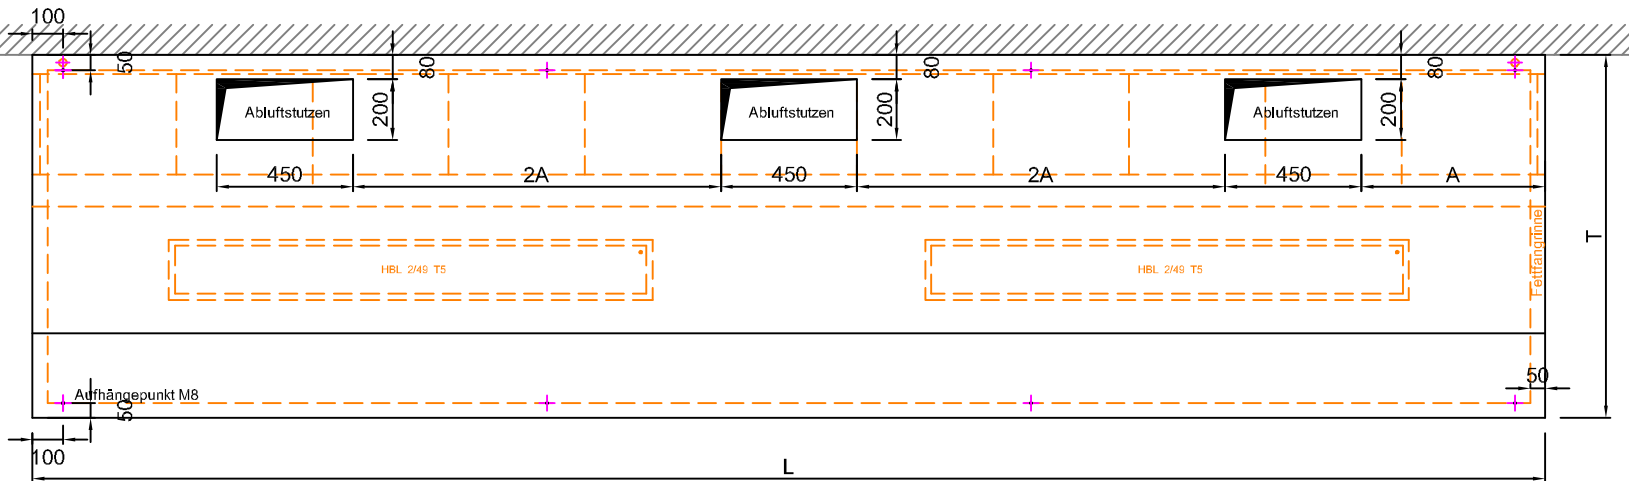 100
50
80
80
80
Abluftstutzen
200
Abluftstutzen
200
Abluftstutzen
200
450
2A
450
2A
450
A
Fettfangrinne
T
HBL 2/49 T5
HBL 2/49 T5
50
Aufhängepunkt M8
50
100
L